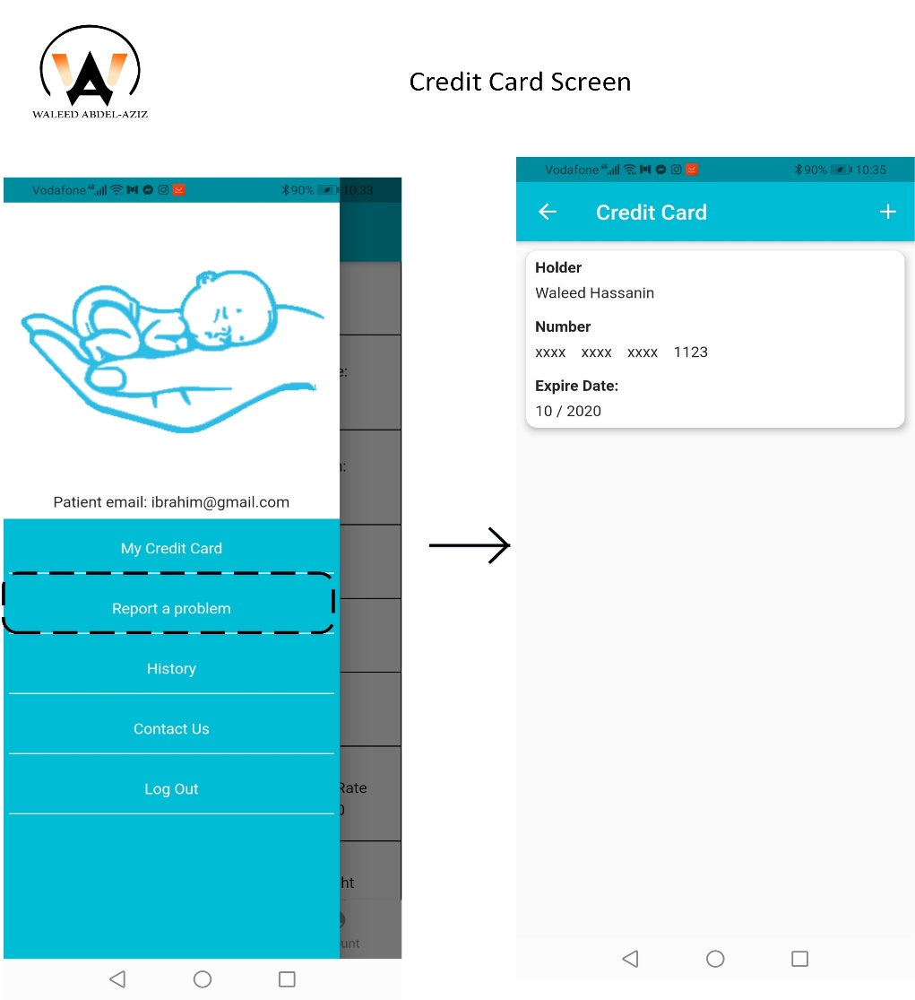 WALEED ABDEL-AZIZ
Credit Card Screen
Vodafone 90% 10:33
Patient email: ibrahim@gmail.com
My Credit Card
Report a problem
History
Contact Us
Log Out
e:
n:
Rate
0
ht
unt
Vodafone 90% 10:35
Credit Card
Holder
Waleed Hassanin
Number
xxxx xxxx xxxx 1123
Expire Date:
10 / 2020